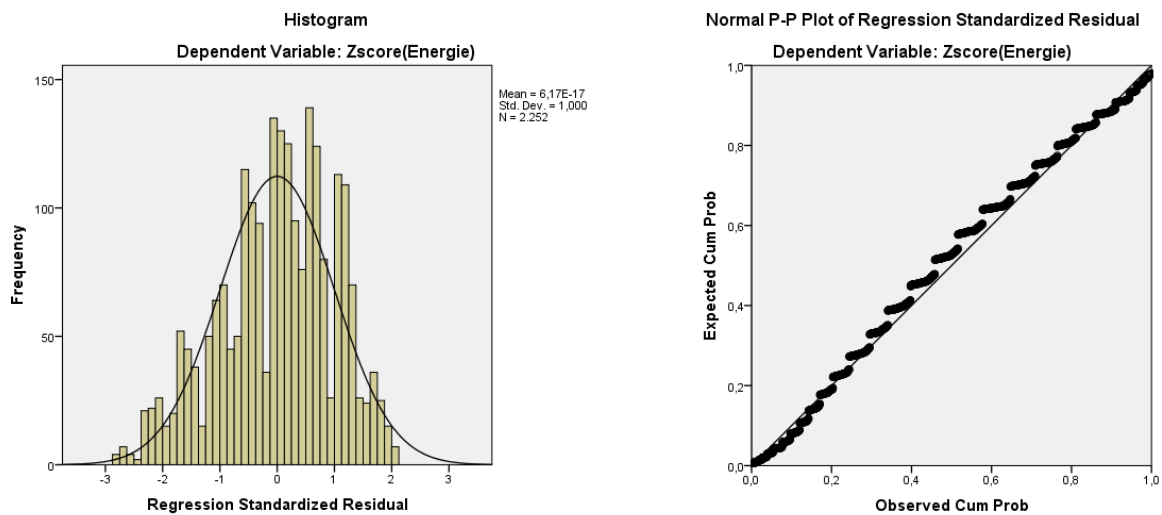 Histogram
Dependent Variable: Zscore(Energie)
Mean = 6,17E-17
Std. Dev. = 1,000
N = 2.252
150
100
50
0
Frequency
-3 -2 -1 0 1 2 3
Regression Standardized Residual
Normal P-P Plot of Regression Standardized Residual
Dependent Variable: Zscore(Energie)
1,0
0,8
0,6
0,4
0,2
0,0
Expected Cum Prob
0,0 0,2 0,4 0,6 0,8 1,0
Observed Cum Prob